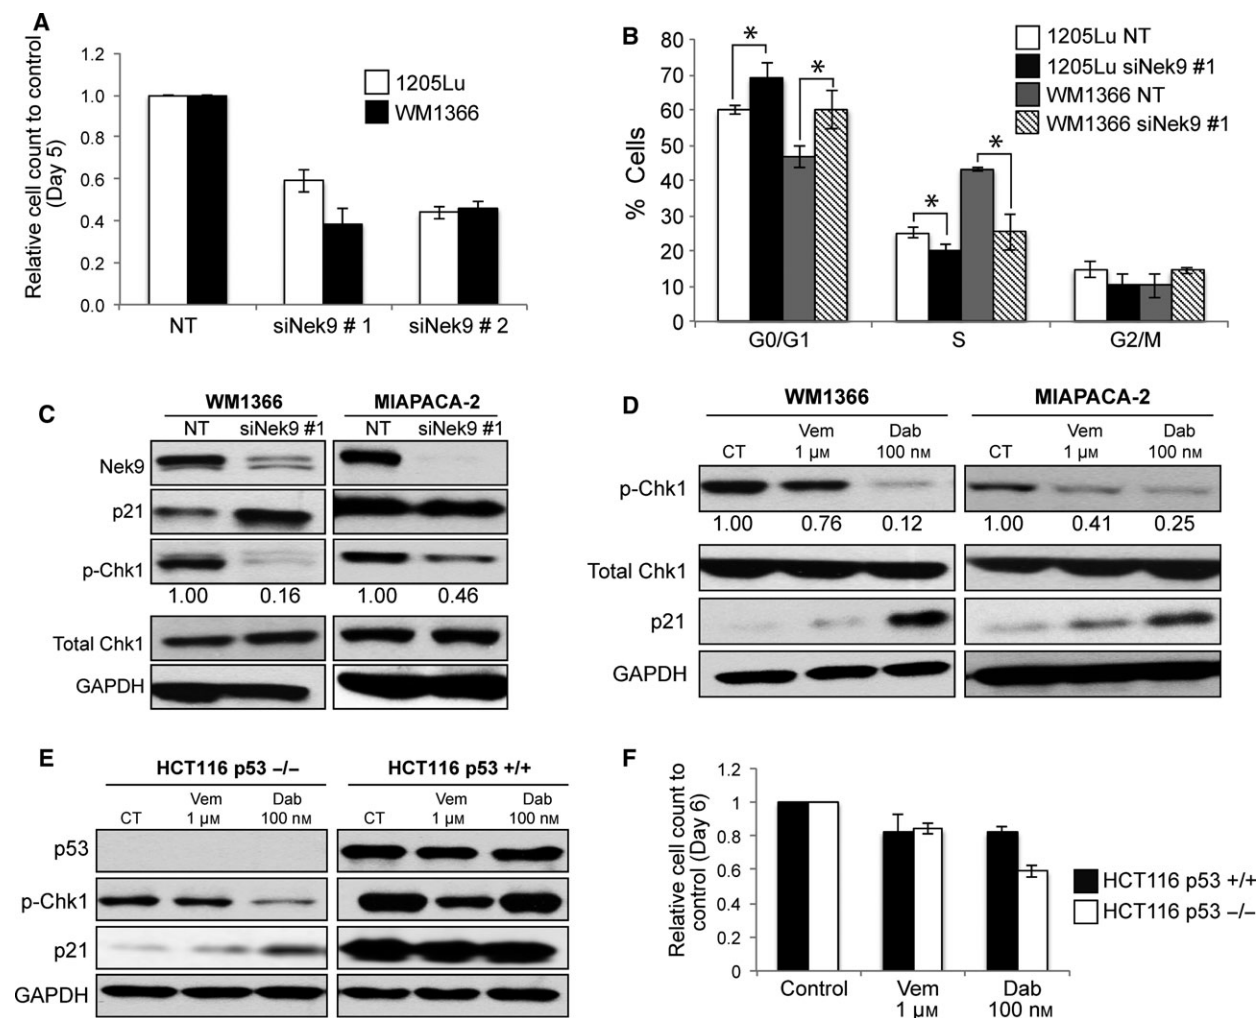 A
Relative cell count to control
(Day 5)
1.2
1.0
0.8
0.6
0.4
0.2
0.0
1205Lu
WM1366
NT siNek9 # 1 siNek9 # 2
B
% Cells
80
70
60
50
40
30
20
10
0
* * * *
1205Lu NT
1205Lu siNek9 #1
WM1366 NT
WM1366 siNek9 #1
G0/G1 S G2/M
C
WM1366 MIAPACA-2
NT siNek9 #1 NT siNek9 #1
Nek9
p21
p-Chk1
1.00 0.16 1.00 0.46
Total Chk1
GAPDH
D
WM1366 MIAPACA-2
CT Vem Dab CT Vem Dab
1 μM 100 nM 1 μM 100 nM
p-Chk1
1.00 0.76 0.12 1.00 0.41 0.25
Total Chk1
p21
GAPDH
E
HCT116 p53 –/– HCT116 p53 +/+
CT Vem Dab CT Vem Dab
1 μM 100 nM 1 μM 100 nM
p53
p-Chk1
p21
GAPDH
F
Relative cell count to
control (Day 6)
1.2
1
0.8
0.6
0.4
0.2
0
HCT116 p53 +/+
HCT116 p53 –/–
Control Vem Dab
1 μM 100 nM